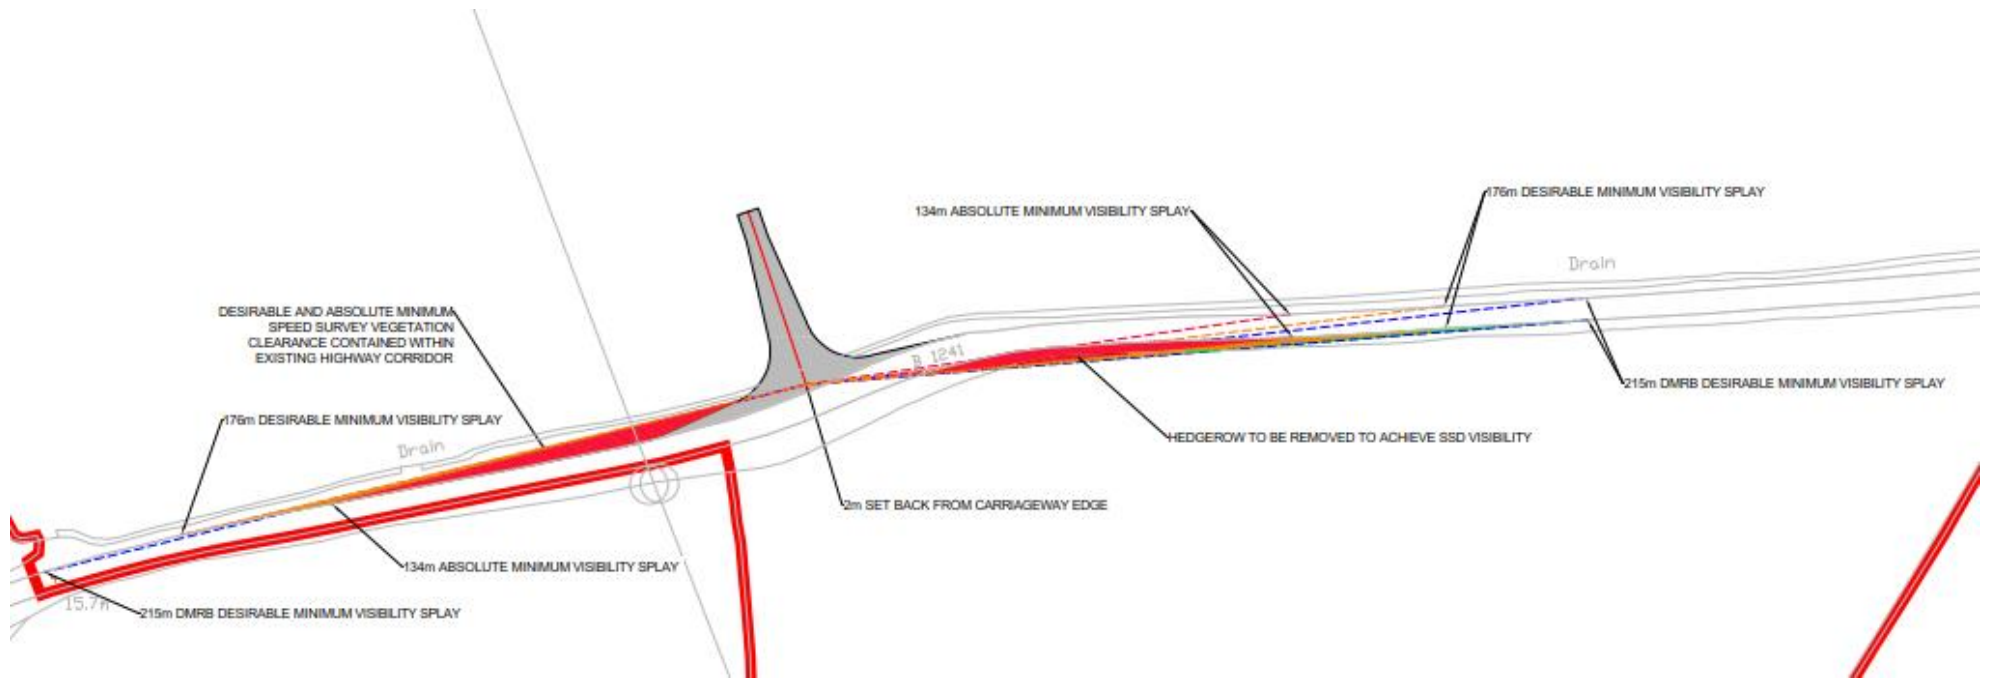 176m DESIRABLE MINIMUM VISIBILITY SPLAY
134m ABSOLUTE MINIMUM VISIBILITY SPLAY
Drain
DESIRABLE AND ABSOLUTE MINIMUM
SPEED SURVEY VEGETATION
CLEARANCE CONTAINED WITHIN
EXISTING HIGHWAY CORRIDOR
B 1241
215m DMRB DESIRABLE MINIMUM VISIBILITY SPLAY
176m DESIRABLE MINIMUM VISIBILITY SPLAY
HEDGEROW TO BE REMOVED TO ACHIEVE SSD VISIBILITY
Drain
2m SET BACK FROM CARRIAGEWAY EDGE
134m ABSOLUTE MINIMUM VISIBILITY SPLAY
15.7m
215m DMRB DESIRABLE MINIMUM VISIBILITY SPLAY